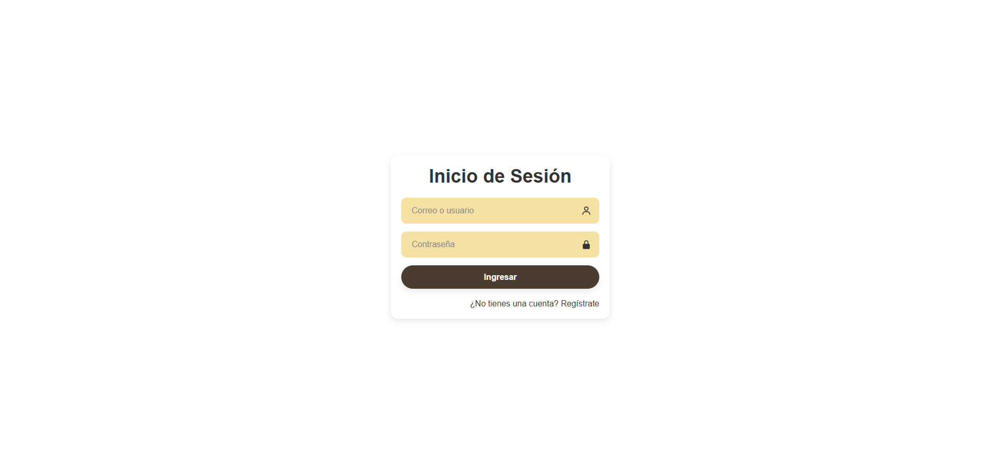 Inicio de Sesión
Correo o usuario
Contraseña
Ingresar
¿No tienes una cuenta? Regístrate